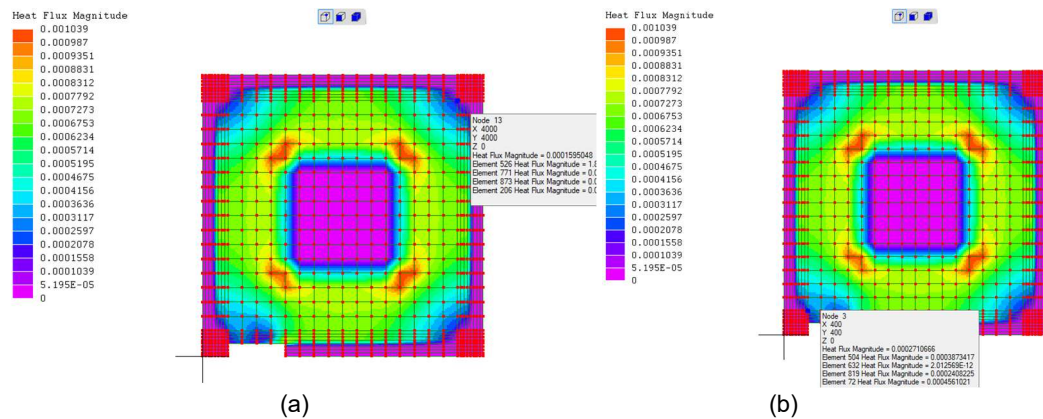 Heat Flux Magnitude
0.001039
0.000987
0.0009351
0.0008831
0.0008312
0.0007792
0.0007273
0.0006753
0.0006234
0.0005714
0.0005195
0.0004675
0.0004156
0.0003636
0.0003117
0.0002597
0.0002078
0.0001558
0.0001039
5.195E-05
0
Node 13
X 4000
Y 4000
Z 0
Heat Flux Magnitude = 0.0001595048
Element 526 Heat Flux Magnitude = 1.8
Element 771 Heat Flux Magnitude = 0.0
Element 873 Heat Flux Magnitude = 0.0
Element 206 Heat Flux Magnitude = 0.0
(a)
Heat Flux Magnitude
0.001039
0.000987
0.0009351
0.0008831
0.0008312
0.0007792
0.0007273
0.0006753
0.0006234
0.0005714
0.0005195
0.0004675
0.0004156
0.0003636
0.0003117
0.0002597
0.0002078
0.0001558
0.0001039
5.195E-05
0
Node 3
X 400
Y 400
Z 0
Heat Flux Magnitude = 0.0002710666
Element 504 Heat Flux Magnitude = 0.0003873417
Element 632 Heat Flux Magnitude = 2.012569E-12
Element 819 Heat Flux Magnitude = 0.0002408225
Element 72 Heat Flux Magnitude = 0.0004561021
(b)